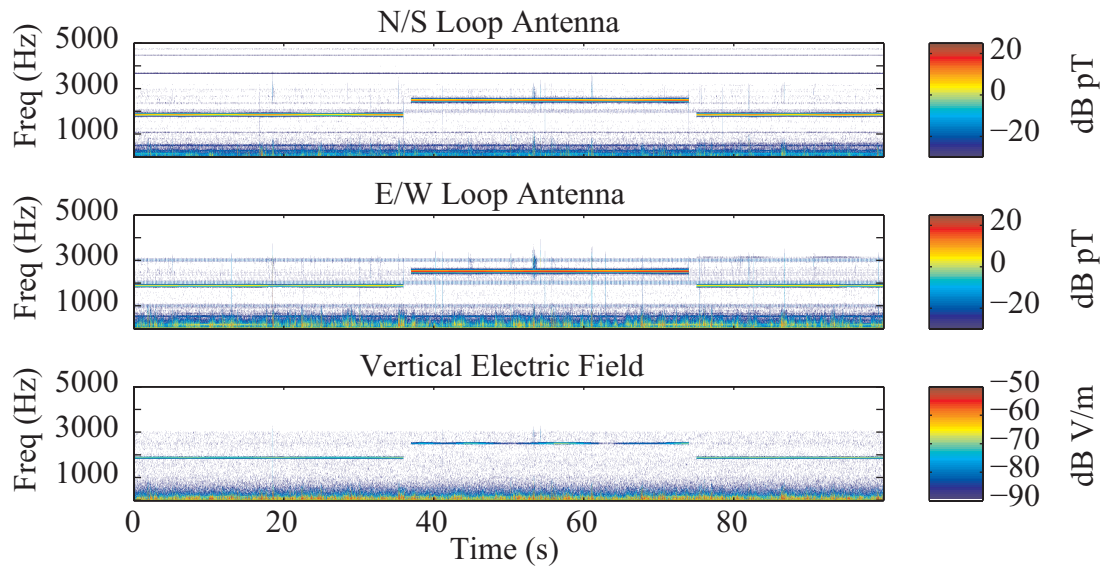 N/S Loop Antenna
5000
3000
1000
Freq (Hz)
20
0
−20
dB pT
E/W Loop Antenna
5000
3000
1000
Freq (Hz)
20
0
−20
dB pT
Vertical Electric Field
5000
3000
1000
Freq (Hz)
−50
−60
−70
−80
−90
dB V/m
0 20 40 60 80
Time (s)